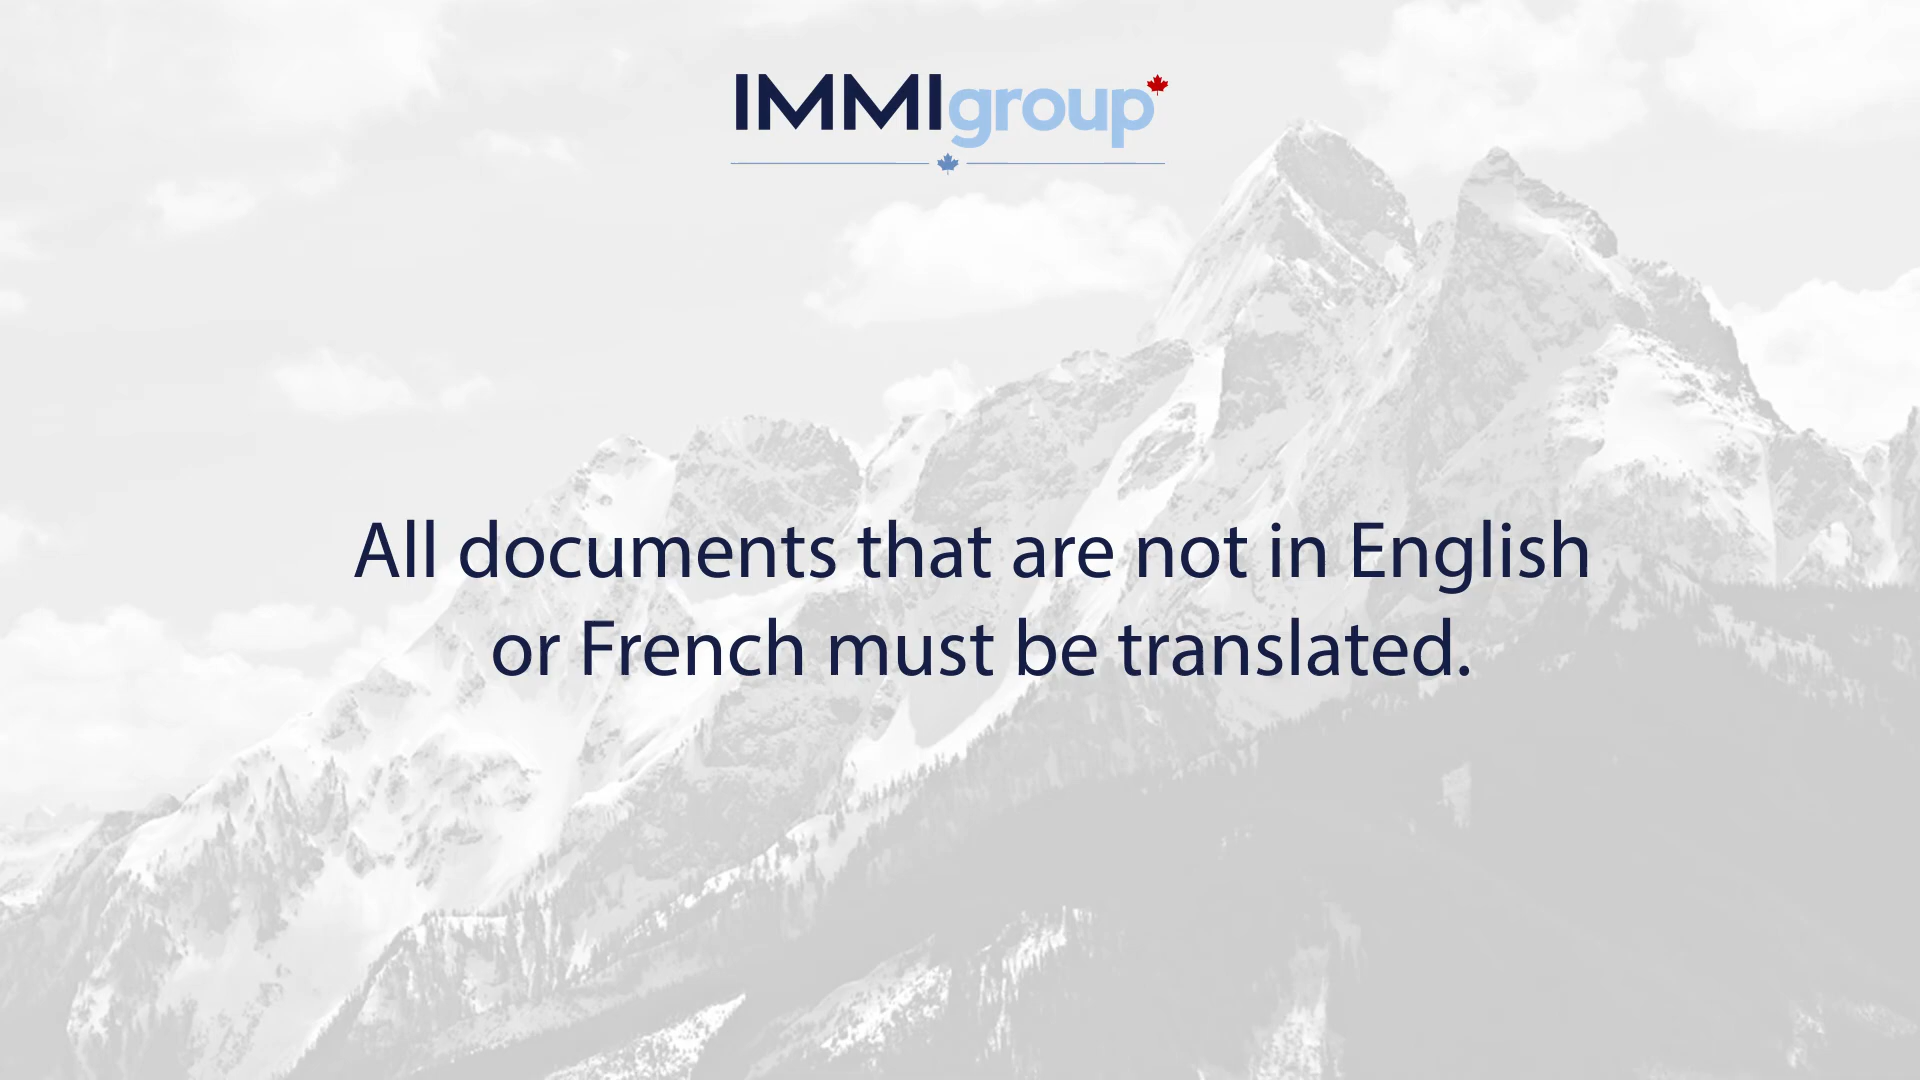 IMMIgroup
All documents that are not in English
or French must be translated.